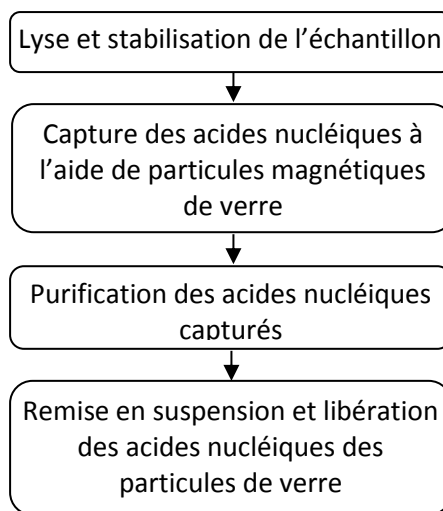 Lyse et stabilisation de l’échantillon
Capture des acides nucléiques à
l’aide de particules magnétiques
de verre
Purification des acides nucléiques
capturés
Remise en suspension et libération
des acides nucléiques des
particules de verre